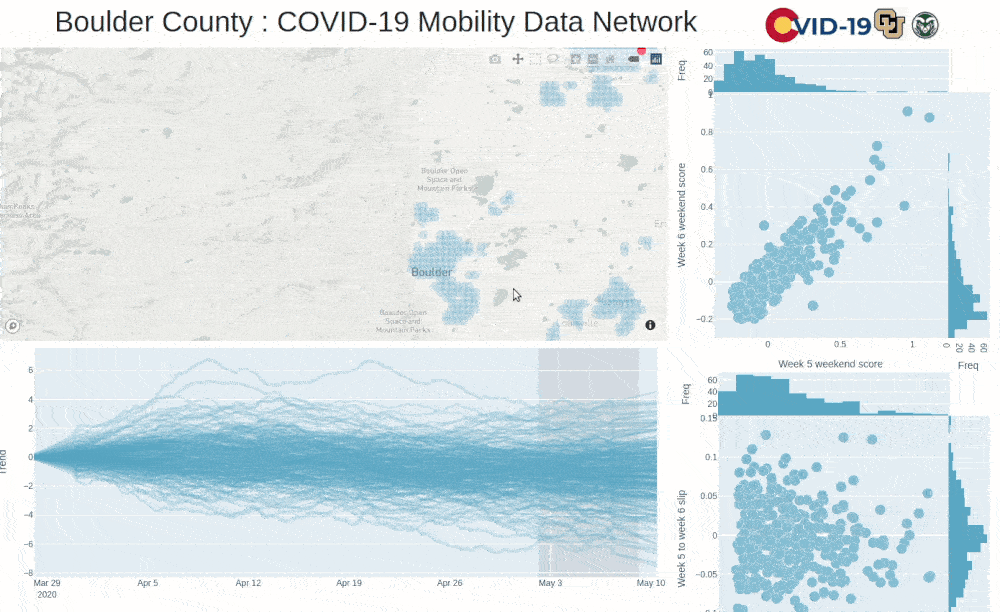 Boulder County : COVID-19 Mobility Data Network
VID-19
CU
Boulder Open
Space and
Mountain Parks
Boulder
Boulder Open
Space and
Mountain Parks
Trend
6
4
2
0
−2
−4
−6
−8
Mar 29
2020
Apr 5
Apr 12
Apr 19
Apr 26
May 3
May 10
Freq
60
40
20
0
Week 6 weekend score
1
0.8
0.6
0.4
0.2
0
−0.2
0
0.5
1
0
20
40
60
Week 5 weekend score
Freq
Freq
60
40
20
Week 5 to week 6 slip
0.15
0.1
0.05
0
−0.05